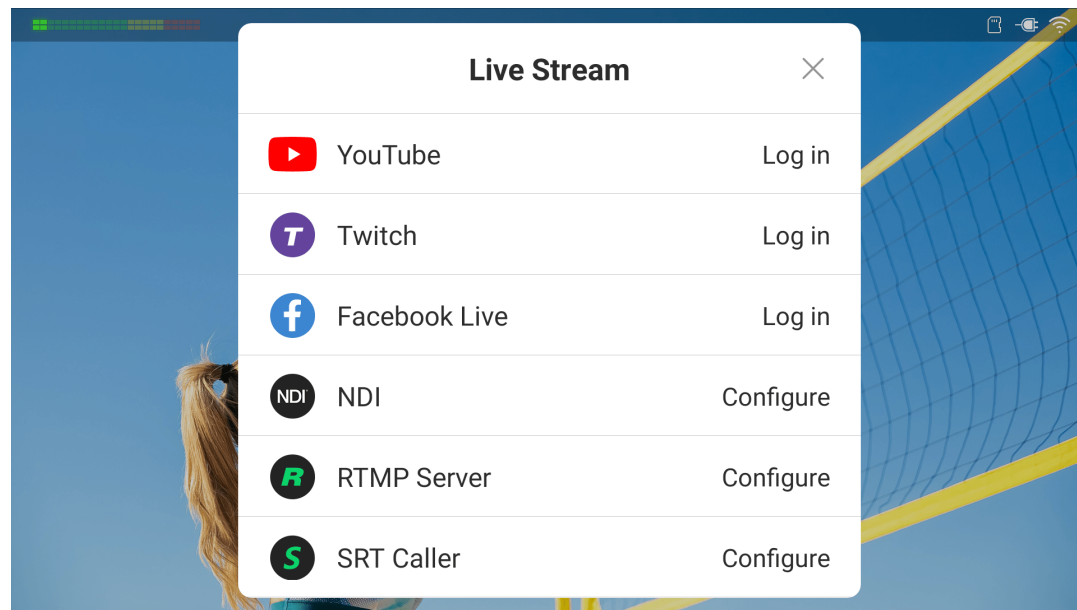 Live Stream
YouTube Log in
T Twitch Log in
f Facebook Live Log in
NDI NDI Configure
R RTMP Server Configure
S SRT Caller Configure